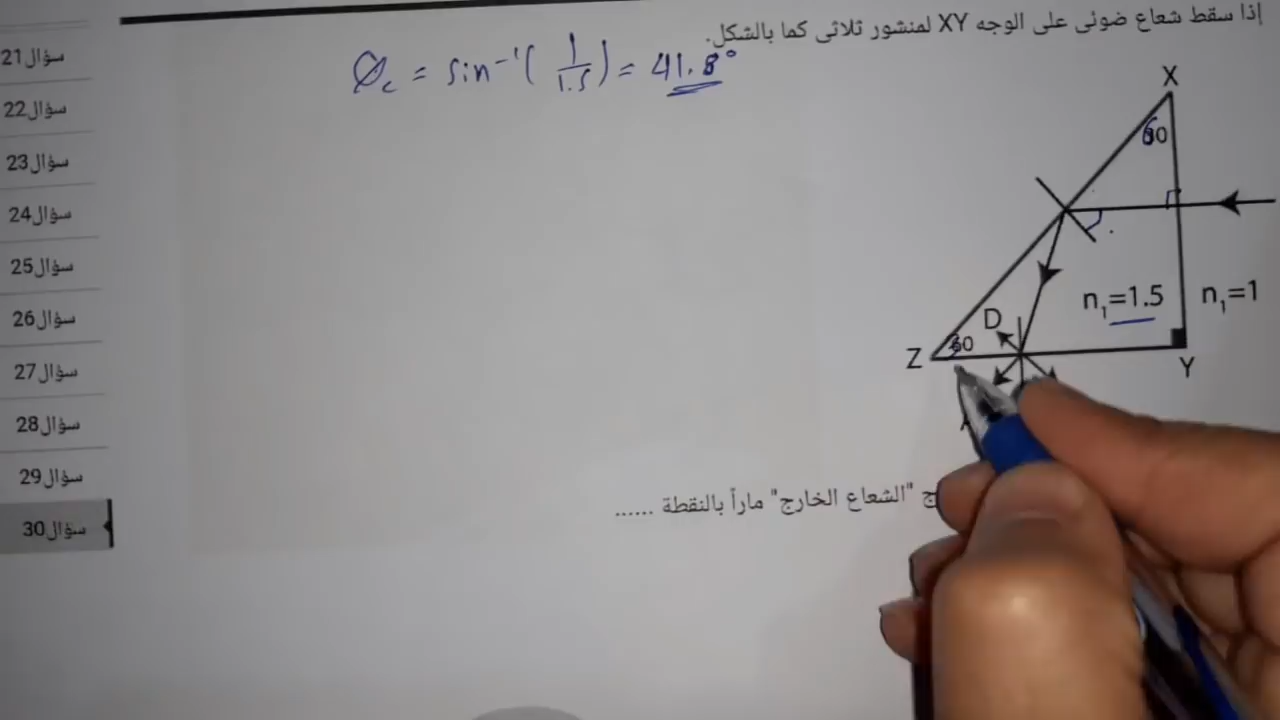 إذا سقط شعاع ضوئى على الوجه XY لمنشور ثلاثى كما بالشكل.
Øc = sin⁻¹( 1/1.5 ) = 41.8°
X
60
n₁=1.5
n₁=1
D
Z
30
Y
"الشعاع الخارج" ماراً بالنقطة ......
سؤال21
سؤال22
سؤال23
سؤال24
سؤال25
سؤال26
سؤال27
سؤال28
سؤال29
سؤال30